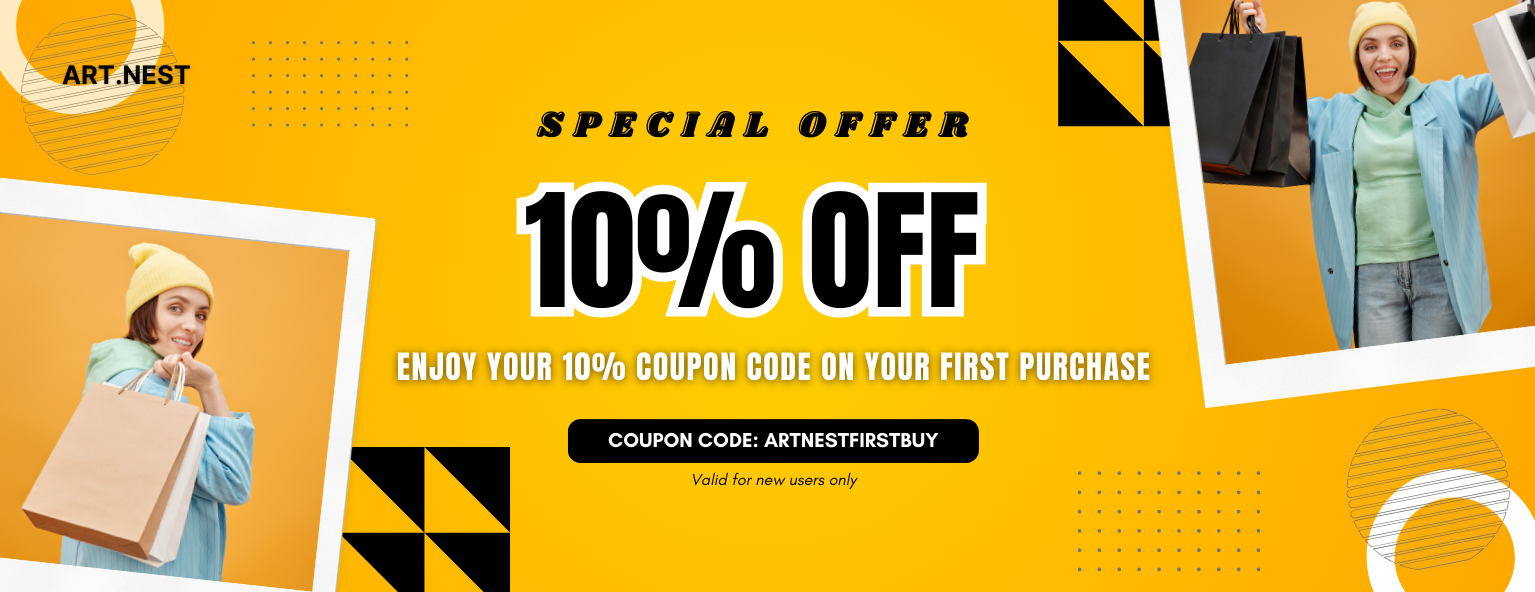 ART.NEST
SPECIAL OFFER
10% OFF
ENJOY YOUR 10% COUPON CODE ON YOUR FIRST PURCHASE
COUPON CODE: ARTNESTFIRSTBUY
Valid for new users only